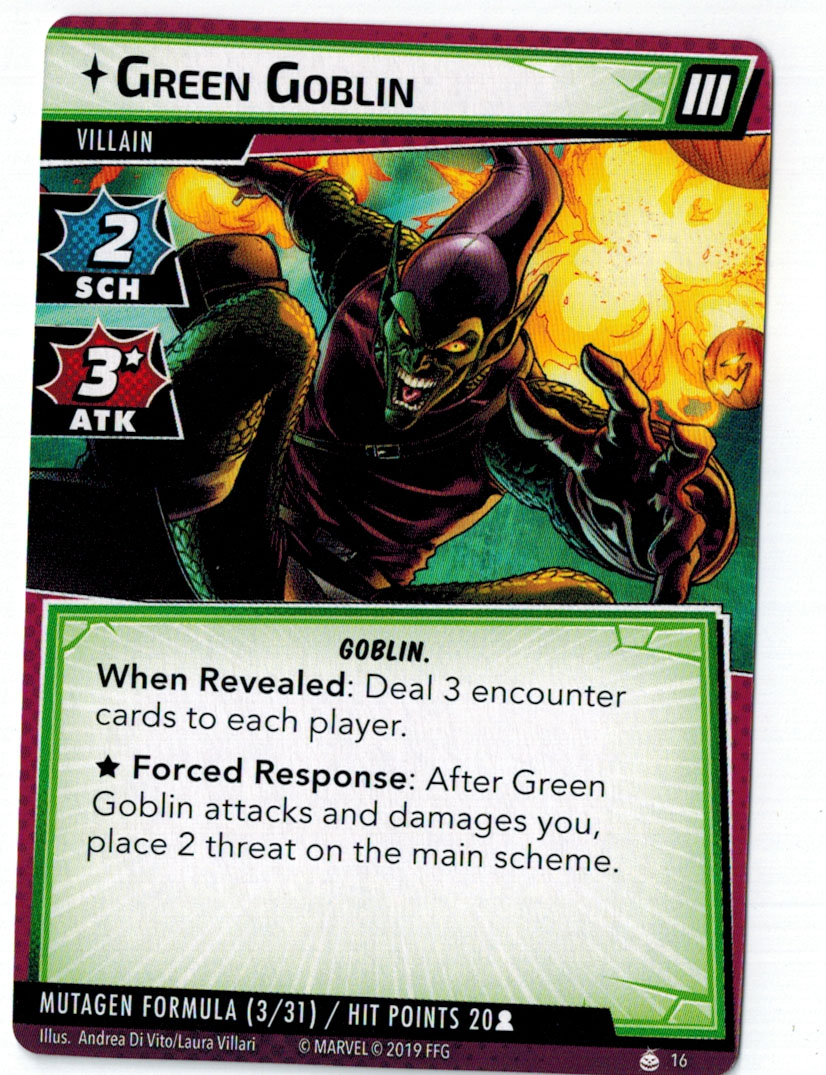 GREEN GOBLIN
III
VILLAIN
2
SCH
3★
ATK
GOBLIN.
When Revealed: Deal 3 encounter
cards to each player.
★ Forced Response: After Green
Goblin attacks and damages you,
place 2 threat on the main scheme.
MUTAGEN FORMULA (3/31) / HIT POINTS 20
Illus. Andrea Di Vito/Laura Villari © MARVEL © 2019 FFG 16